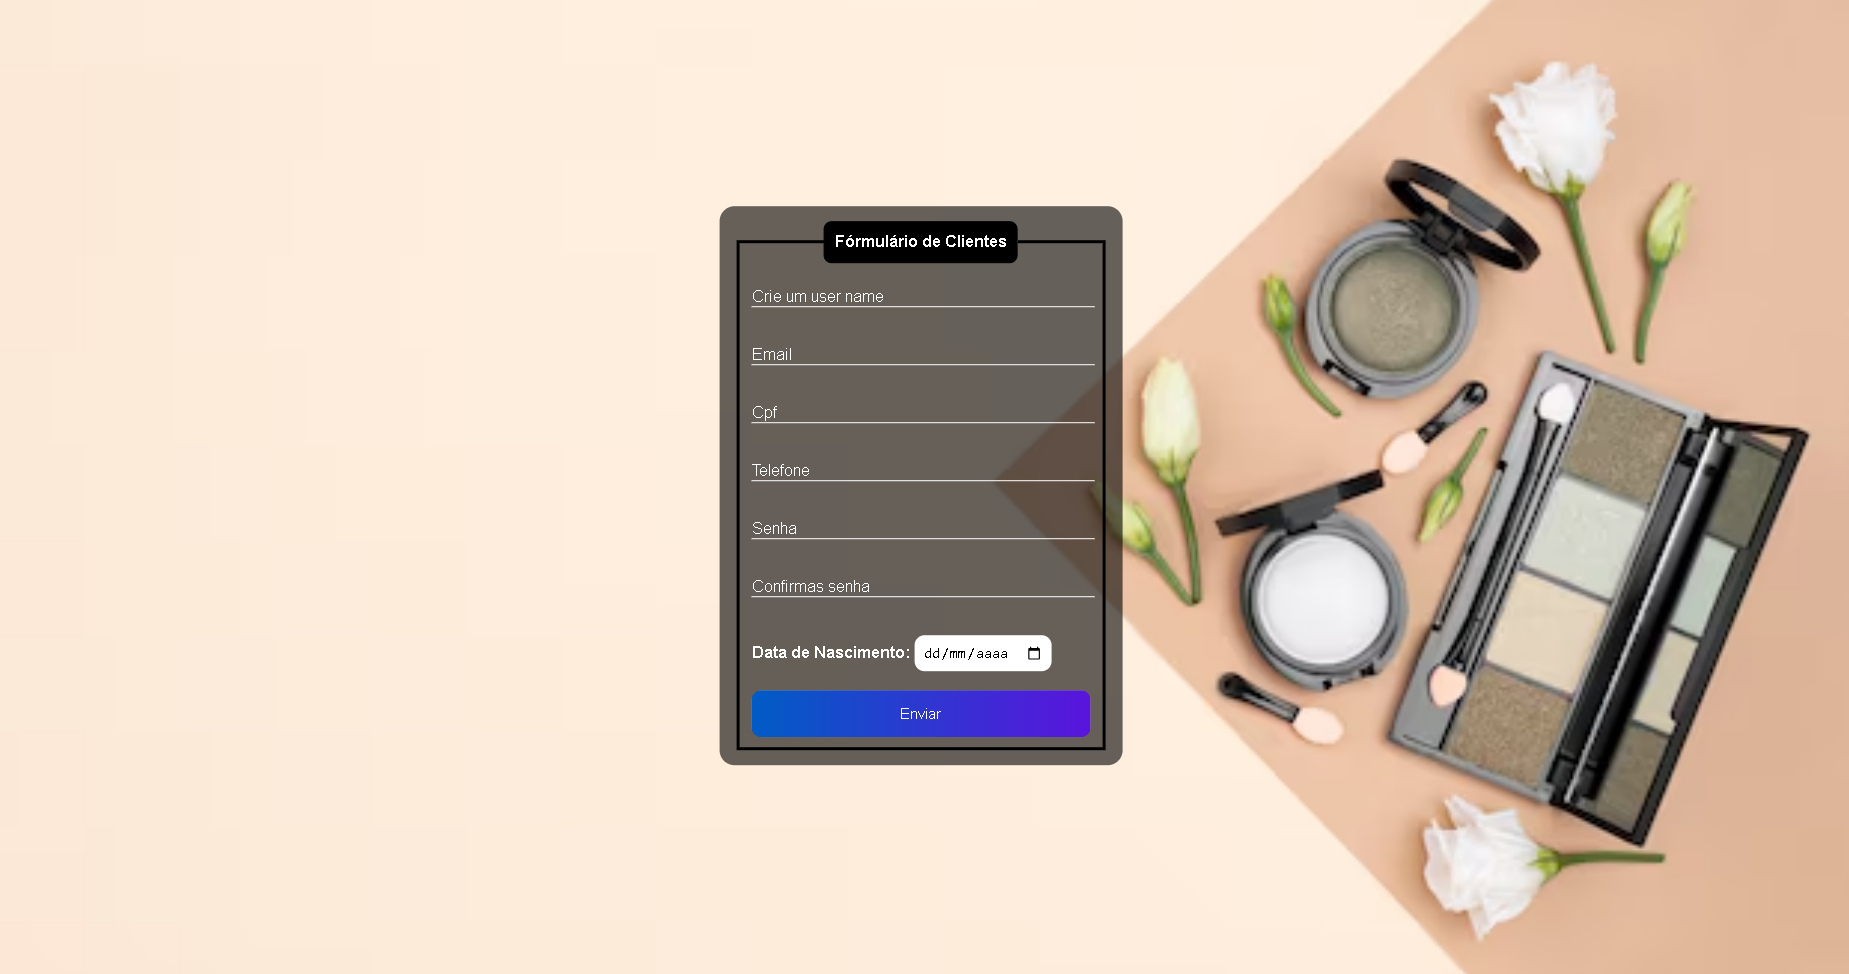 Fórmulário de Clientes
Crie um user name
Email
Cpf
Telefone
Senha
Confirmas senha
Data de Nascimento: dd/mm/aaaa
Enviar